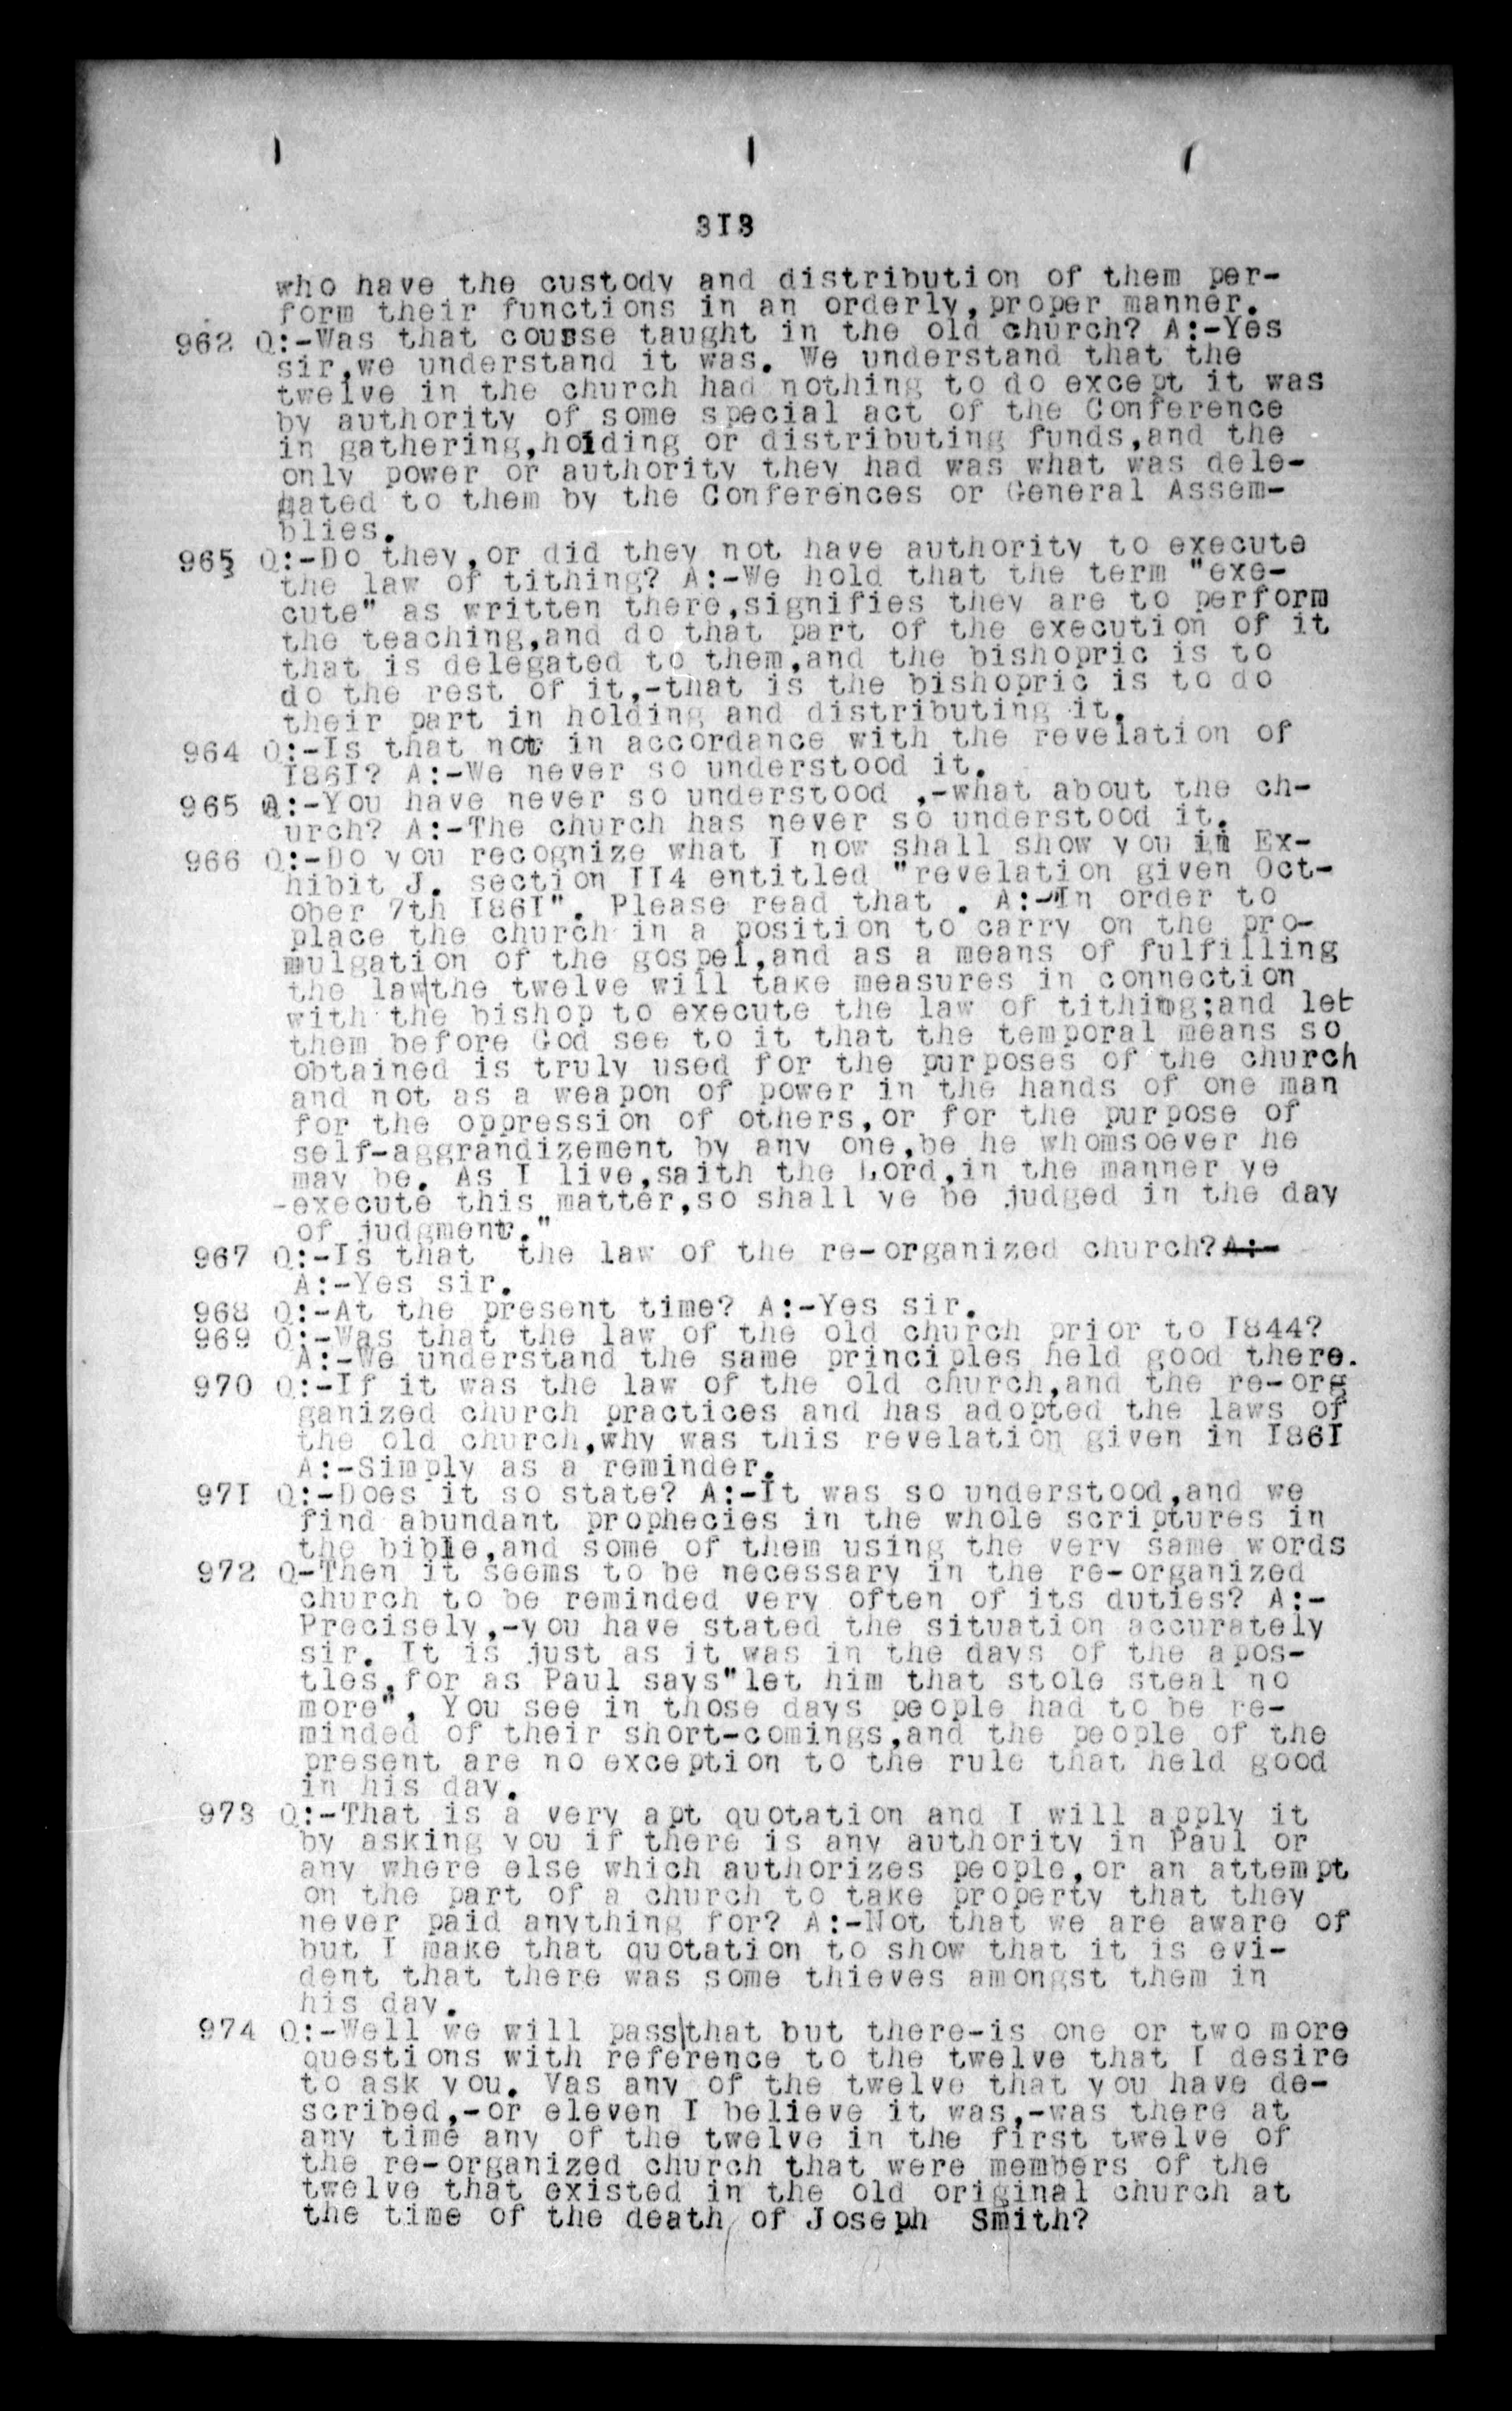 3I3
who have the custody and distribution of them per-
form their functions in an orderly,proper manner.
962 Q:-Was that course taught in the old church? A:-Yes
sir,we understand it was. We understand that the
twelve in the church had nothing to do except it was
by authority of some special act of the Conference
in gathering,holding or distributing funds,and the
only power or authority they had was what was dele-
gated to them by the Conferences or General Assem-
blies.
963 Q:-Do they,or did they not have authority to execute
the law of tithing? A:-We hold that the term "exe-
cute" as written there,signifies they are to perform
the teaching,and do that part of the execution of it
that is delegated to them,and the bishopric is to
do the rest of it,-that is the bishopric is to do
their part in holding and distributing it.
964 Q:-Is that not in accordance with the revelation of
I86I? A:-We never so understood it.
965 Q:-You have never so understood ,-what about the ch-
urch? A:-The church has never so understood it.
966 Q:-Do you recognize what I now shall show you in Ex-
hibit J. section II4 entitled "revelation given Oct-
ober 7th I86I". Please read that . A:-"In order to
place the church in a position to carry on the pro-
mulgation of the gospel,and as a means of fulfilling
the law|the twelve will take measures in connection
with the bishop to execute the law of tithing;and let
them before God see to it that the temporal means so
obtained is truly used for the purposes of the church
and not as a weapon of power in the hands of one man
for the oppression of others,or for the purpose of
self-aggrandizement by any one,be he whomsoever he
may be. As I live,saith the Lord,in the manner ye
-execute this matter,so shall ye be judged in the day
of judgment."
967 Q:-Is that the law of the re-organized church?A:-
A:-Yes sir.
968 Q:-At the present time? A:-Yes sir.
969 Q:-Was that the law of the old church prior to I844?
A:-We understand the same principles held good there.
970 Q:-If it was the law of the old church,and the re-org
ganized church practices and has adopted the laws of
the old church,why was this revelation given in I86I
A:-Simply as a reminder.
97I Q:-Does it so state? A:-It was so understood,and we
find abundant prophecies in the whole scriptures in
the bible,and some of them using the very same words
972 Q-Then it seems to be necessary in the re-organized
church to be reminded very often of its duties? A:-
Precisely,-you have stated the situation accurately
sir. It is just as it was in the days of the apos-
tles,for as Paul says"let him that stole steal no
more". You see in those days people had to be re-
minded of their short-comings,and the people of the
present are no exception to the rule that held good
in his day.
973 Q:-That is a very apt quotation and I will apply it
by asking you if there is any authority in Paul or
any where else which authorizes people,or an attempt
on the part of a church to take property that they
never paid anything for? A:-Not that we are aware of
but I make that quotation to show that it is evi-
dent that there was some thieves amongst them in
his day.
974 Q:-Well we will pass|that but there-is one or two more
questions with reference to the twelve that I desire
to ask you. Vas any of the twelve that you have de-
scribed,-or eleven I believe it was,-was there at
any time any of the twelve in the first twelve of
the re-organized church that were members of the
twelve that existed in the old original church at
the time of the death of Joseph Smith?